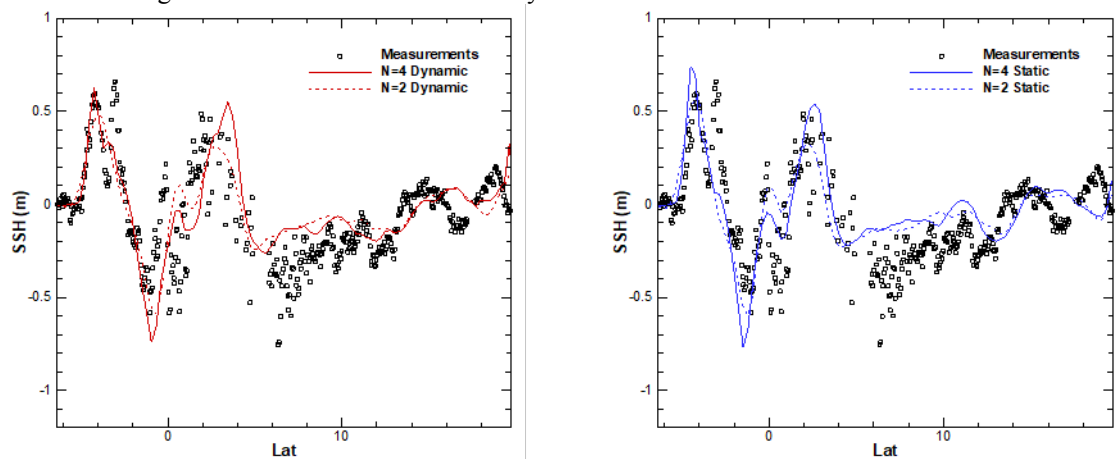 1
0.5
0
-0.5
-1
SSH (m)
Measurements
N=4 Dynamic
N=2 Dynamic
0
10
Lat
1
0.5
0
-0.5
-1
SSH (m)
Measurements
N=4 Static
N=2 Static
0
10
Lat